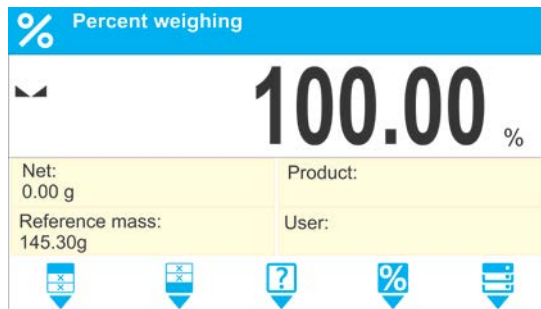 % Percent weighing
100.00 %
Net:
0.00 g
Product:
Reference mass:
145.30g
User:
? %